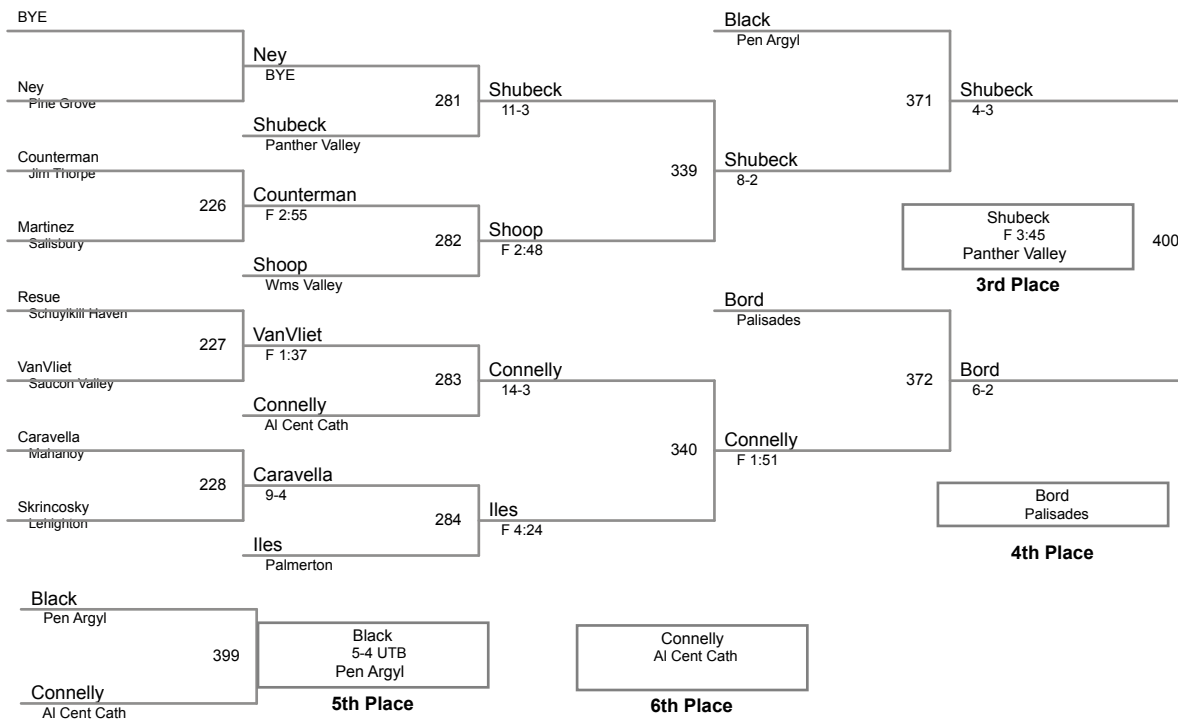 BYE
Ney
Pine Grove
Counterman
Jim Thorpe
226
Martinez
Salisbury
Resue
Schuylkill Haven
227
VanVliet
Saucon Valley
Caravella
Mahanoy
228
Skrincosky
Lehighton
Ney
BYE
281
Shubeck
Panther Valley
Counterman
F 2:55
282
Shoop
Wms Valley
VanVliet
F 1:37
283
Connelly
Al Cent Cath
Caravella
9-4
284
Iles
Palmerton
Shubeck
11-3
339
Shoop
F 2:48
Connelly
14-3
340
Iles
F 4:24
Black
Pen Argyl
371
Shubeck
8-2
Bord
Palisades
372
Connelly
F 1:51
Shubeck
4-3
Shubeck
F 3:45
Panther Valley
400
3rd Place
Bord
6-2
Bord
Palisades
4th Place
Black
Pen Argyl
399
Connelly
Al Cent Cath
Black
5-4 UTB
Pen Argyl
5th Place
Connelly
Al Cent Cath
6th Place